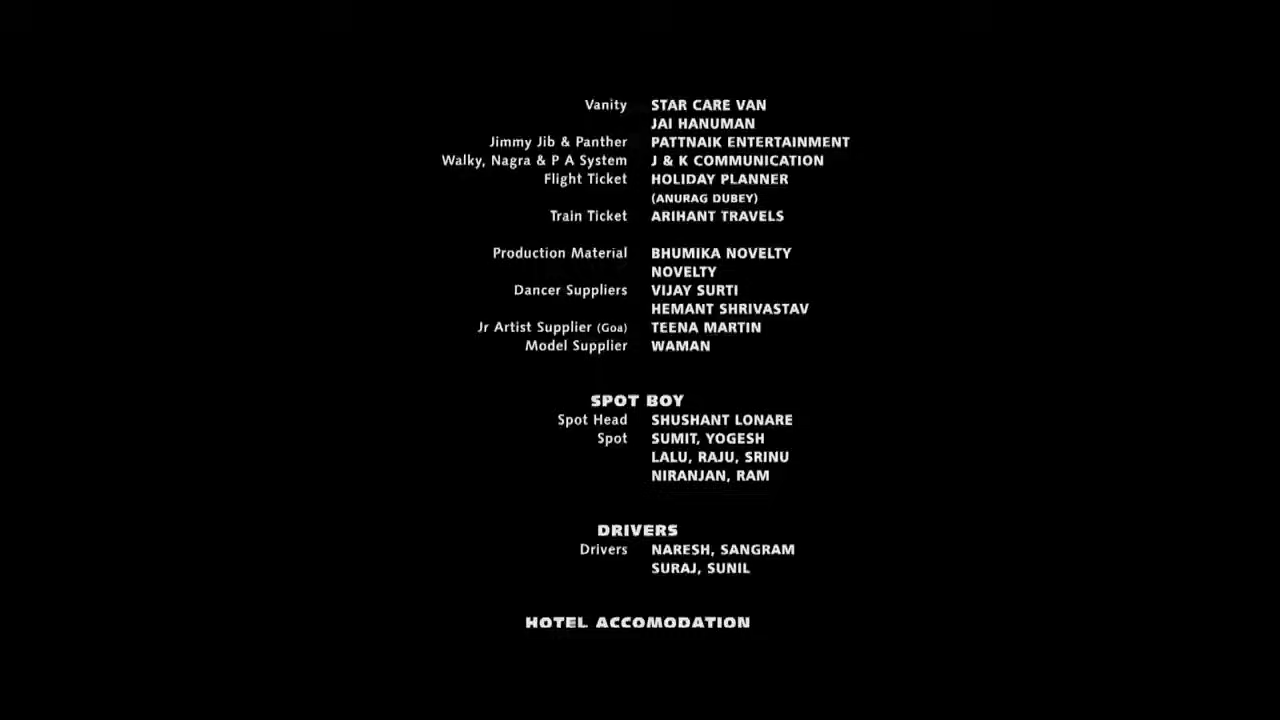 Vanity STAR CARE VAN
JAI HANUMAN
Jimmy Jib & Panther PATTNAIK ENTERTAINMENT
Walky, Nagra & P A System J & K COMMUNICATION
Flight Ticket HOLIDAY PLANNER
(ANURAG DUBEY)
Train Ticket ARIHANT TRAVELS
Production Material BHUMIKA NOVELTY
NOVELTY
Dancer Suppliers VIJAY SURTI
HEMANT SHRIVASTAV
Jr Artist Supplier (Goa) TEENA MARTIN
Model Supplier WAMAN
SPOT BOY
Spot Head SHUSHANT LONARE
Spot SUMIT, YOGESH
LALU, RAJU, SRINU
NIRANJAN, RAM
DRIVERS
Drivers NARESH, SANGRAM
SURAJ, SUNIL
HOTEL ACCOMODATION